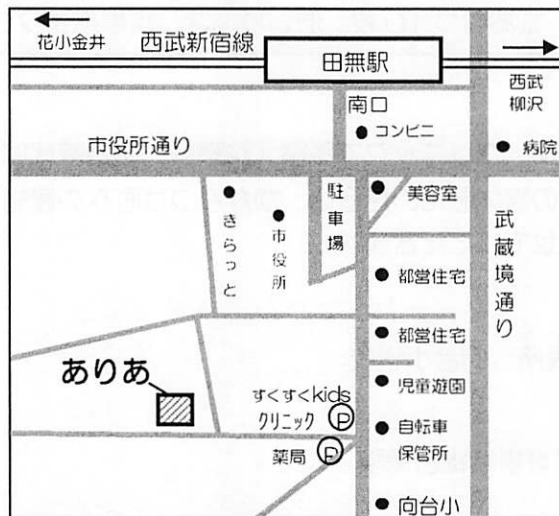 花小金井
西武新宿線
田無駅
西武
柳沢
南口
コンビニ
病院
市役所通り
きらっと
市役所
駐車場
美容室
武蔵境通り
都営住宅
都営住宅
ありあ
すくすくkids
クリニック
P
児童遊園
薬局
P
自転車
保管所
向台小